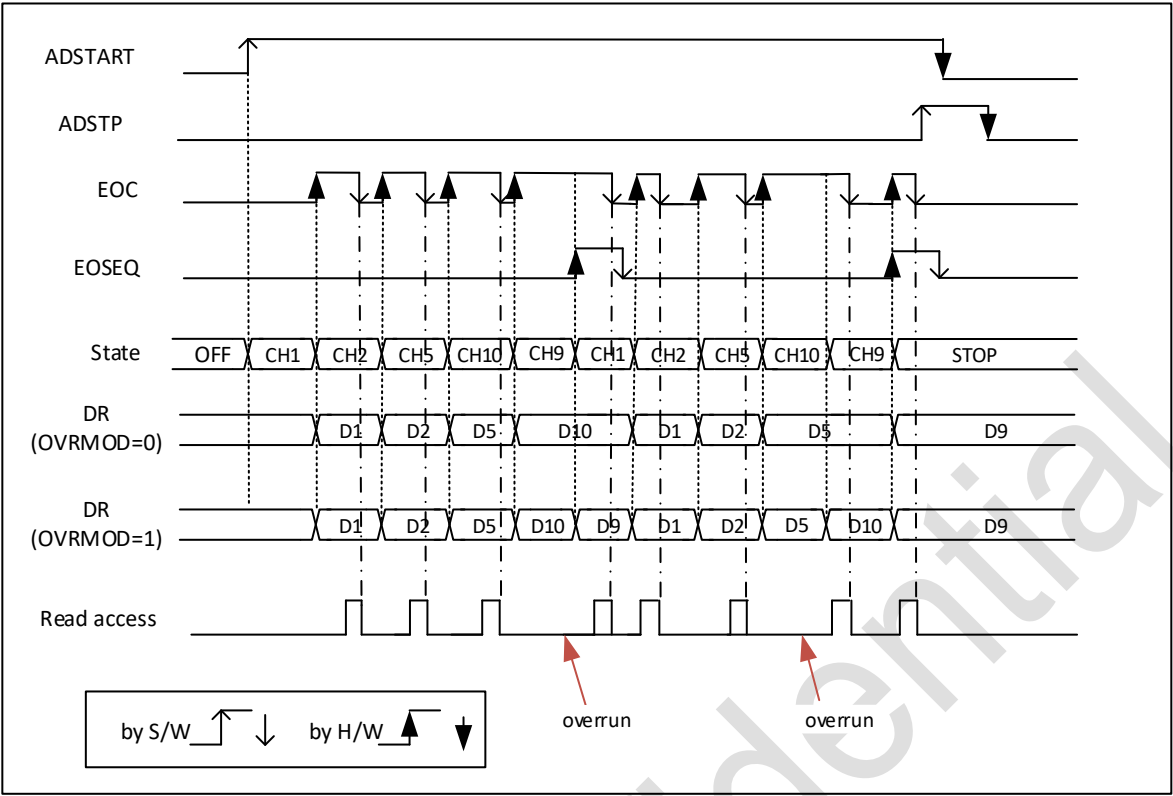 ADSTART
ADSTP
EOC
EOSEQ
State OFF CH1 CH2 CH5 CH10 CH9 CH1 CH2 CH5 CH10 CH9 STOP
DR
(OVRMOD=0)
D1 D2 D5 D10 D1 D2 D5 D9
DR
(OVRMOD=1)
D1 D2 D5 D10 D9 D1 D2 D5 D10 D9
Read access
overrun overrun
by S/W by H/W